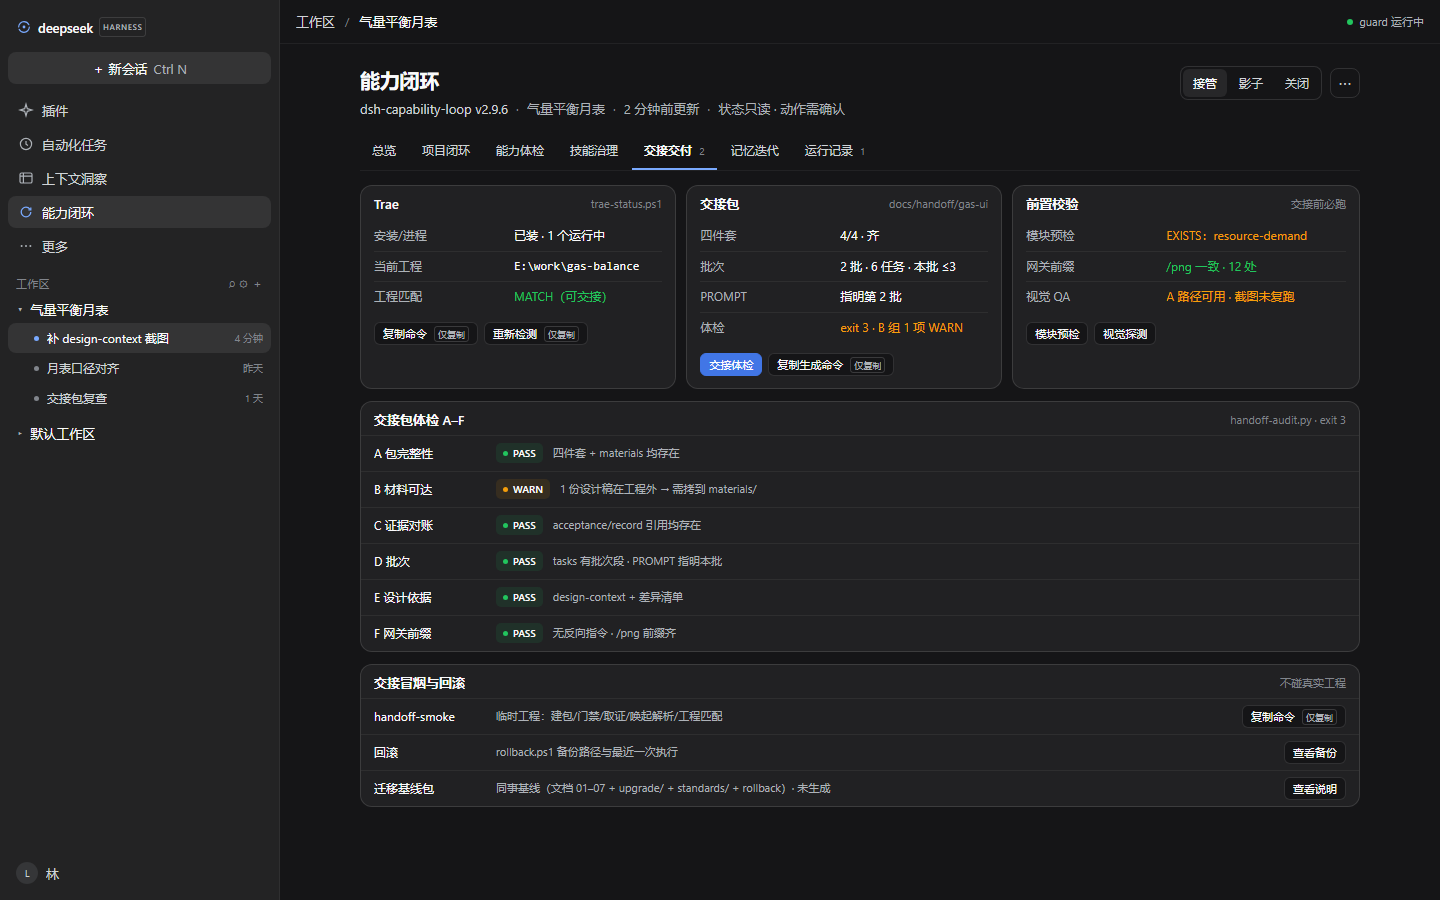 deepseek HARNESS
+ 新会话 Ctrl N
插件
自动化任务
上下文洞察
能力闭环
更多
工作区
气量平衡月表
补 design-context 截图 4 分钟
月表口径对齐 昨天
交接包复查 1 天
默认工作区
L 林
工作区 / 气量平衡月表
guard 运行中
能力闭环
接管 影子 关闭 ···
dsh-capability-loop v2.9.6 · 气量平衡月表 · 2 分钟前更新 · 状态只读 · 动作需确认
总览 项目闭环 能力体检 技能治理 交接交付 2 记忆迭代 运行记录 1
Trae trae-status.ps1
安装/进程 已装 · 1 个运行中
当前工程 E:\work\gas-balance
工程匹配 MATCH（可交接）
复制命令 仅复制 重新检测 仅复制
交接包 docs/handoff/gas-ui
四件套 4/4 · 齐
批次 2 批 · 6 任务 · 本批 ≤3
PROMPT 指明第 2 批
体检 exit 3 · B 组 1 项 WARN
交接体检 复制生成命令 仅复制
前置校验 交接前必跑
模块预检 EXISTS: resource-demand
网关前缀 /png 一致 · 12 处
视觉 QA A 路径可用 · 截图未复跑
模块预检 视觉探测
交接包体检 A–F handoff-audit.py · exit 3
A 包完整性 PASS 四件套 + materials 均存在
B 材料可达 WARN 1 份设计稿在工程外 → 需拷到 materials/
C 证据对账 PASS acceptance/record 引用均存在
D 批次 PASS tasks 有批次段 · PROMPT 指明本批
E 设计依据 PASS design-context + 差异清单
F 网关前缀 PASS 无反向指令 · /png 前缀齐
交接冒烟与回滚 不碰真实工程
handoff-smoke 临时工程：建包/门禁/取证/唤起解析/工程匹配 复制命令 仅复制
回滚 rollback.ps1 备份路径与最近一次执行 查看备份
迁移基线包 同事基线（文档 01–07 + upgrade/ + standards/ + rollback）· 未生成 查看说明